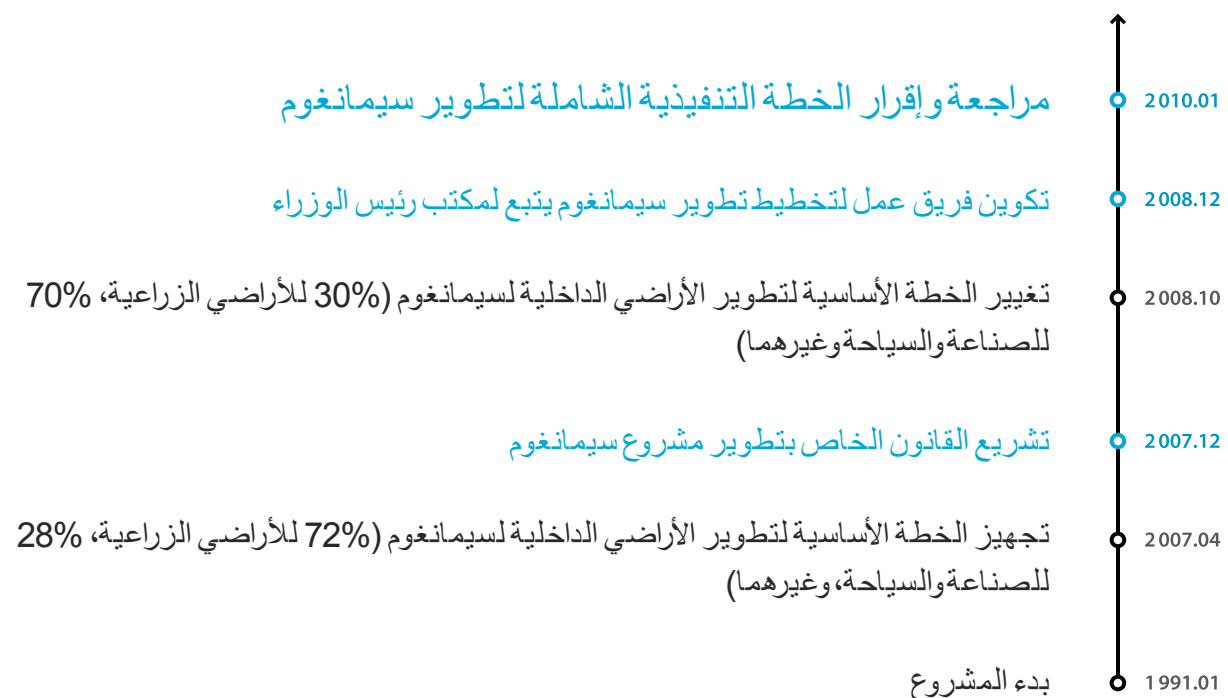 2010.01
مراجعة وإقرار الخطة التنفيذية الشاملة لتطوير سيمانغوم
2008.12
تكوين فريق عمل لتخطيط تطوير سيمانغوم يتبع لمكتب رئيس الوزراء
2008.10
تغيير الخطة الأساسية لتطوير الأراضي الداخلية لسيمانغوم (30% للأراضي الزراعية، 70%
للصناعة والسياحة وغيرهما)
2007.12
تشريع القانون الخاص بتطوير مشروع سيمانغوم
2007.04
تجهيز الخطة الأساسية لتطوير الأراضي الداخلية لسيمانغوم (72% للأراضي الزراعية، 28%
للصناعة والسياحة، وغيرهما)
1991.01
بدء المشروع